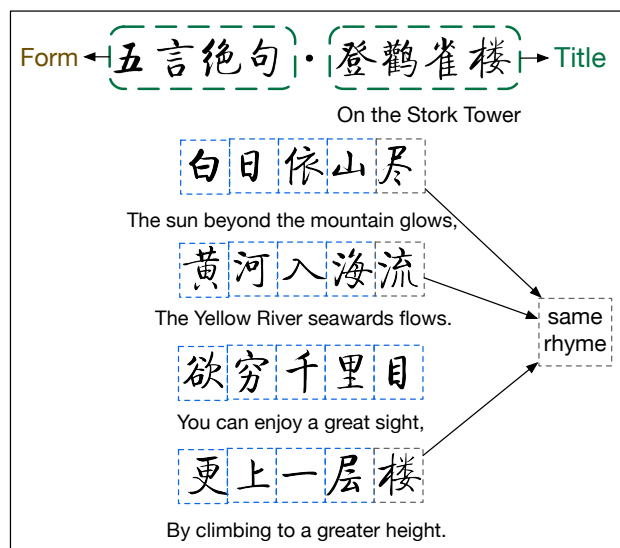 Form 五言绝句·登鹳雀楼 Title
On the Stork Tower
白日依山尽
The sun beyond the mountain glows,
黄河入海流
The Yellow River seawards flows.
same
rhyme
欲穷千里目
You can enjoy a great sight,
更上一层楼
By climbing to a greater height.